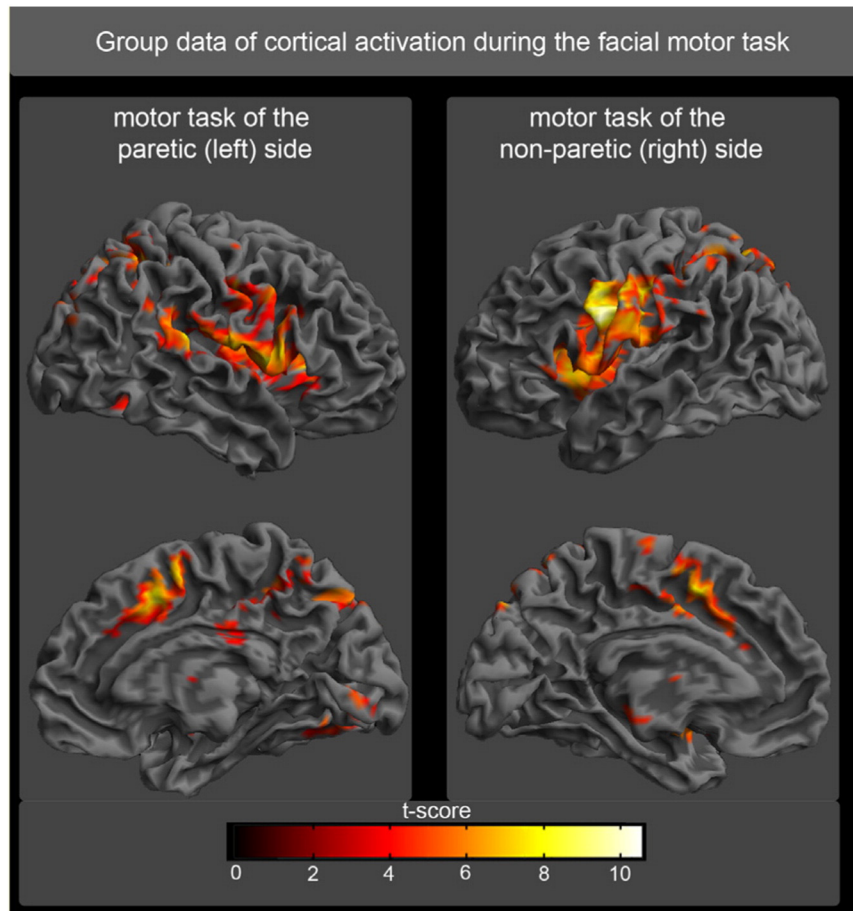 Group data of cortical activation during the facial motor task
motor task of the
paretic (left) side
motor task of the
non-paretic (right) side
t-score
0 2 4 6 8 10